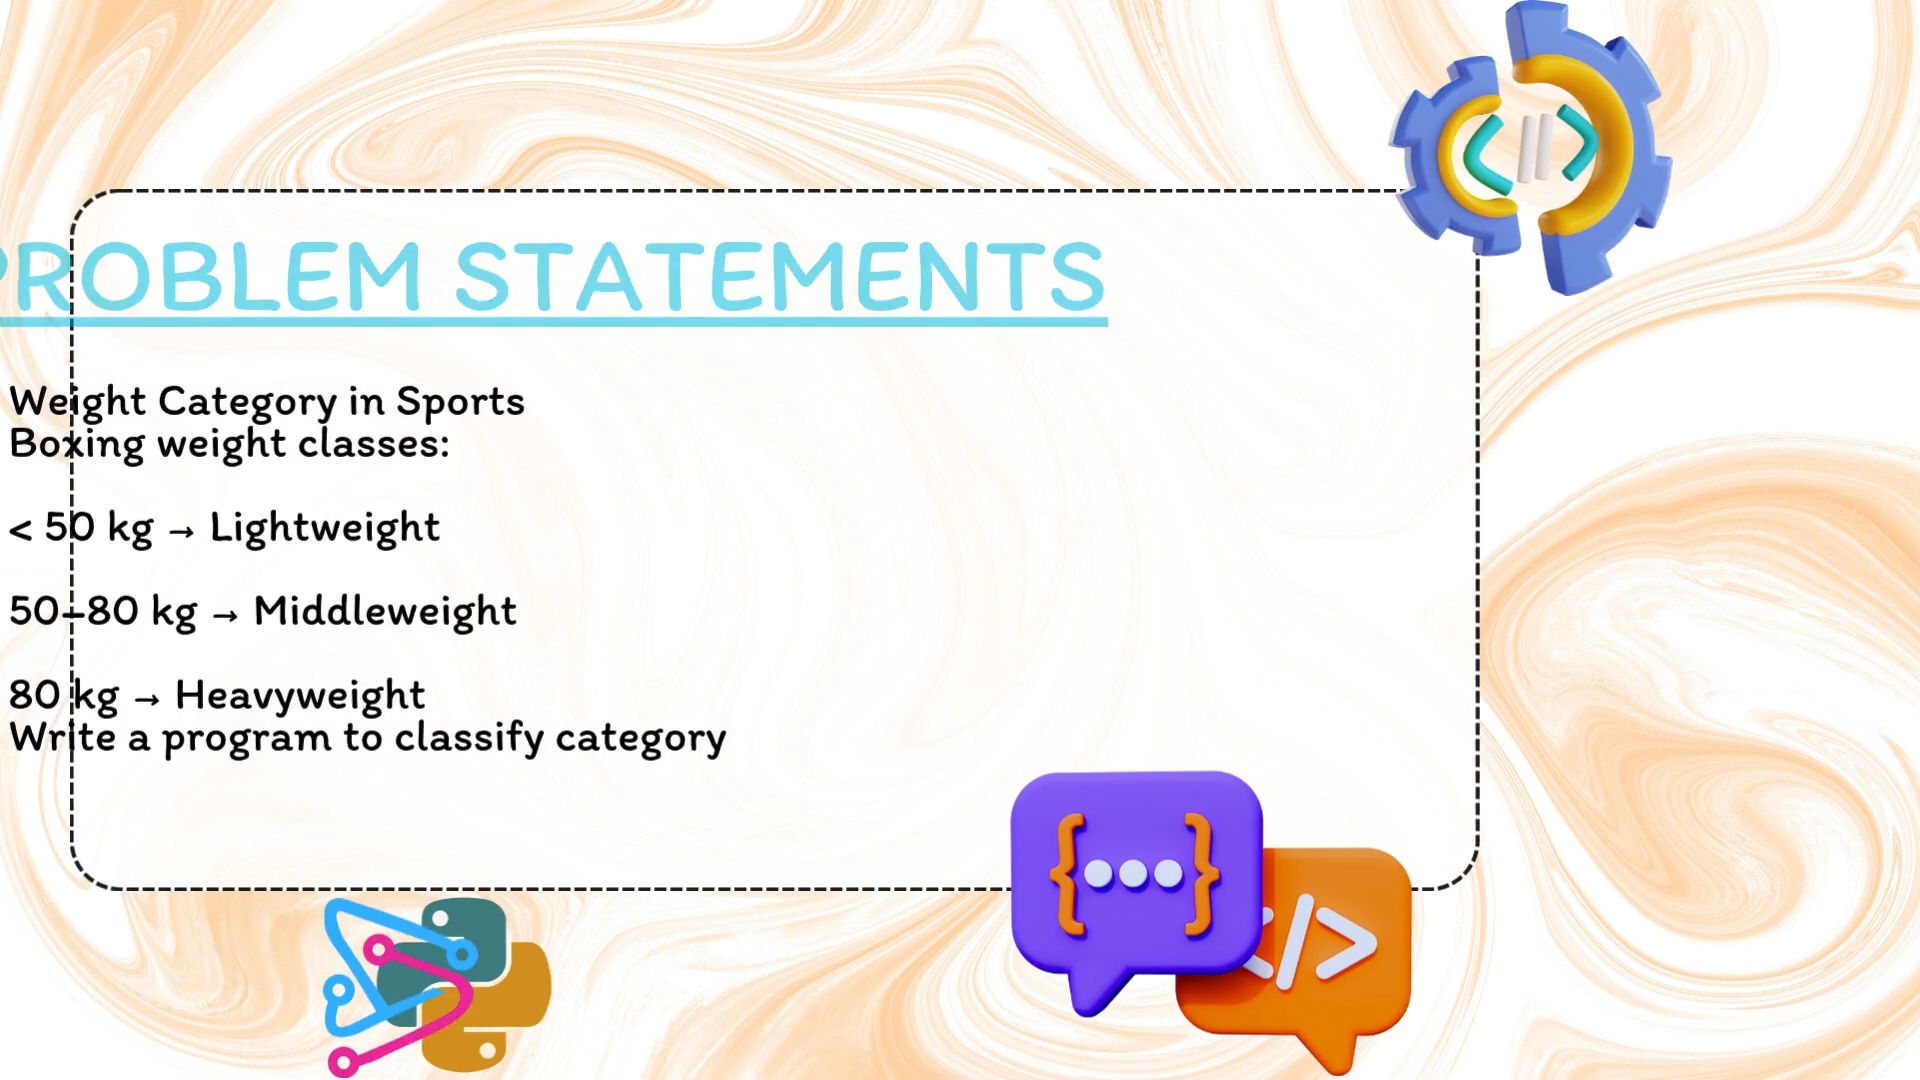 PROBLEM STATEMENTS
Weight Category in Sports
Boxing weight classes:
< 50 kg → Lightweight
50–80 kg → Middleweight
80 kg → Heavyweight
Write a program to classify category